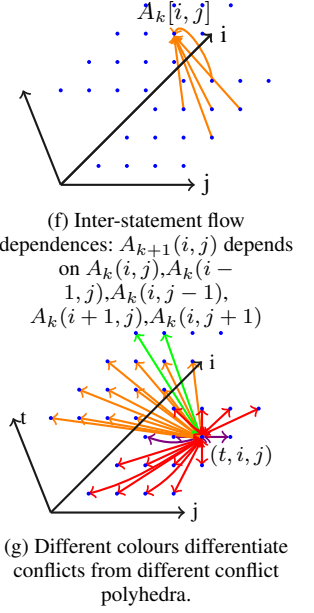 A_k[i, j]
i
j
(f) Inter-statement flow
dependences: A_{k+1}(i, j) depends
on A_k(i, j),A_k(i −
1, j),A_k(i, j − 1),
A_k(i + 1, j),A_k(i, j + 1)
t
i
(t, i, j)
j
(g) Different colours differentiate
conflicts from different conflict
polyhedra.